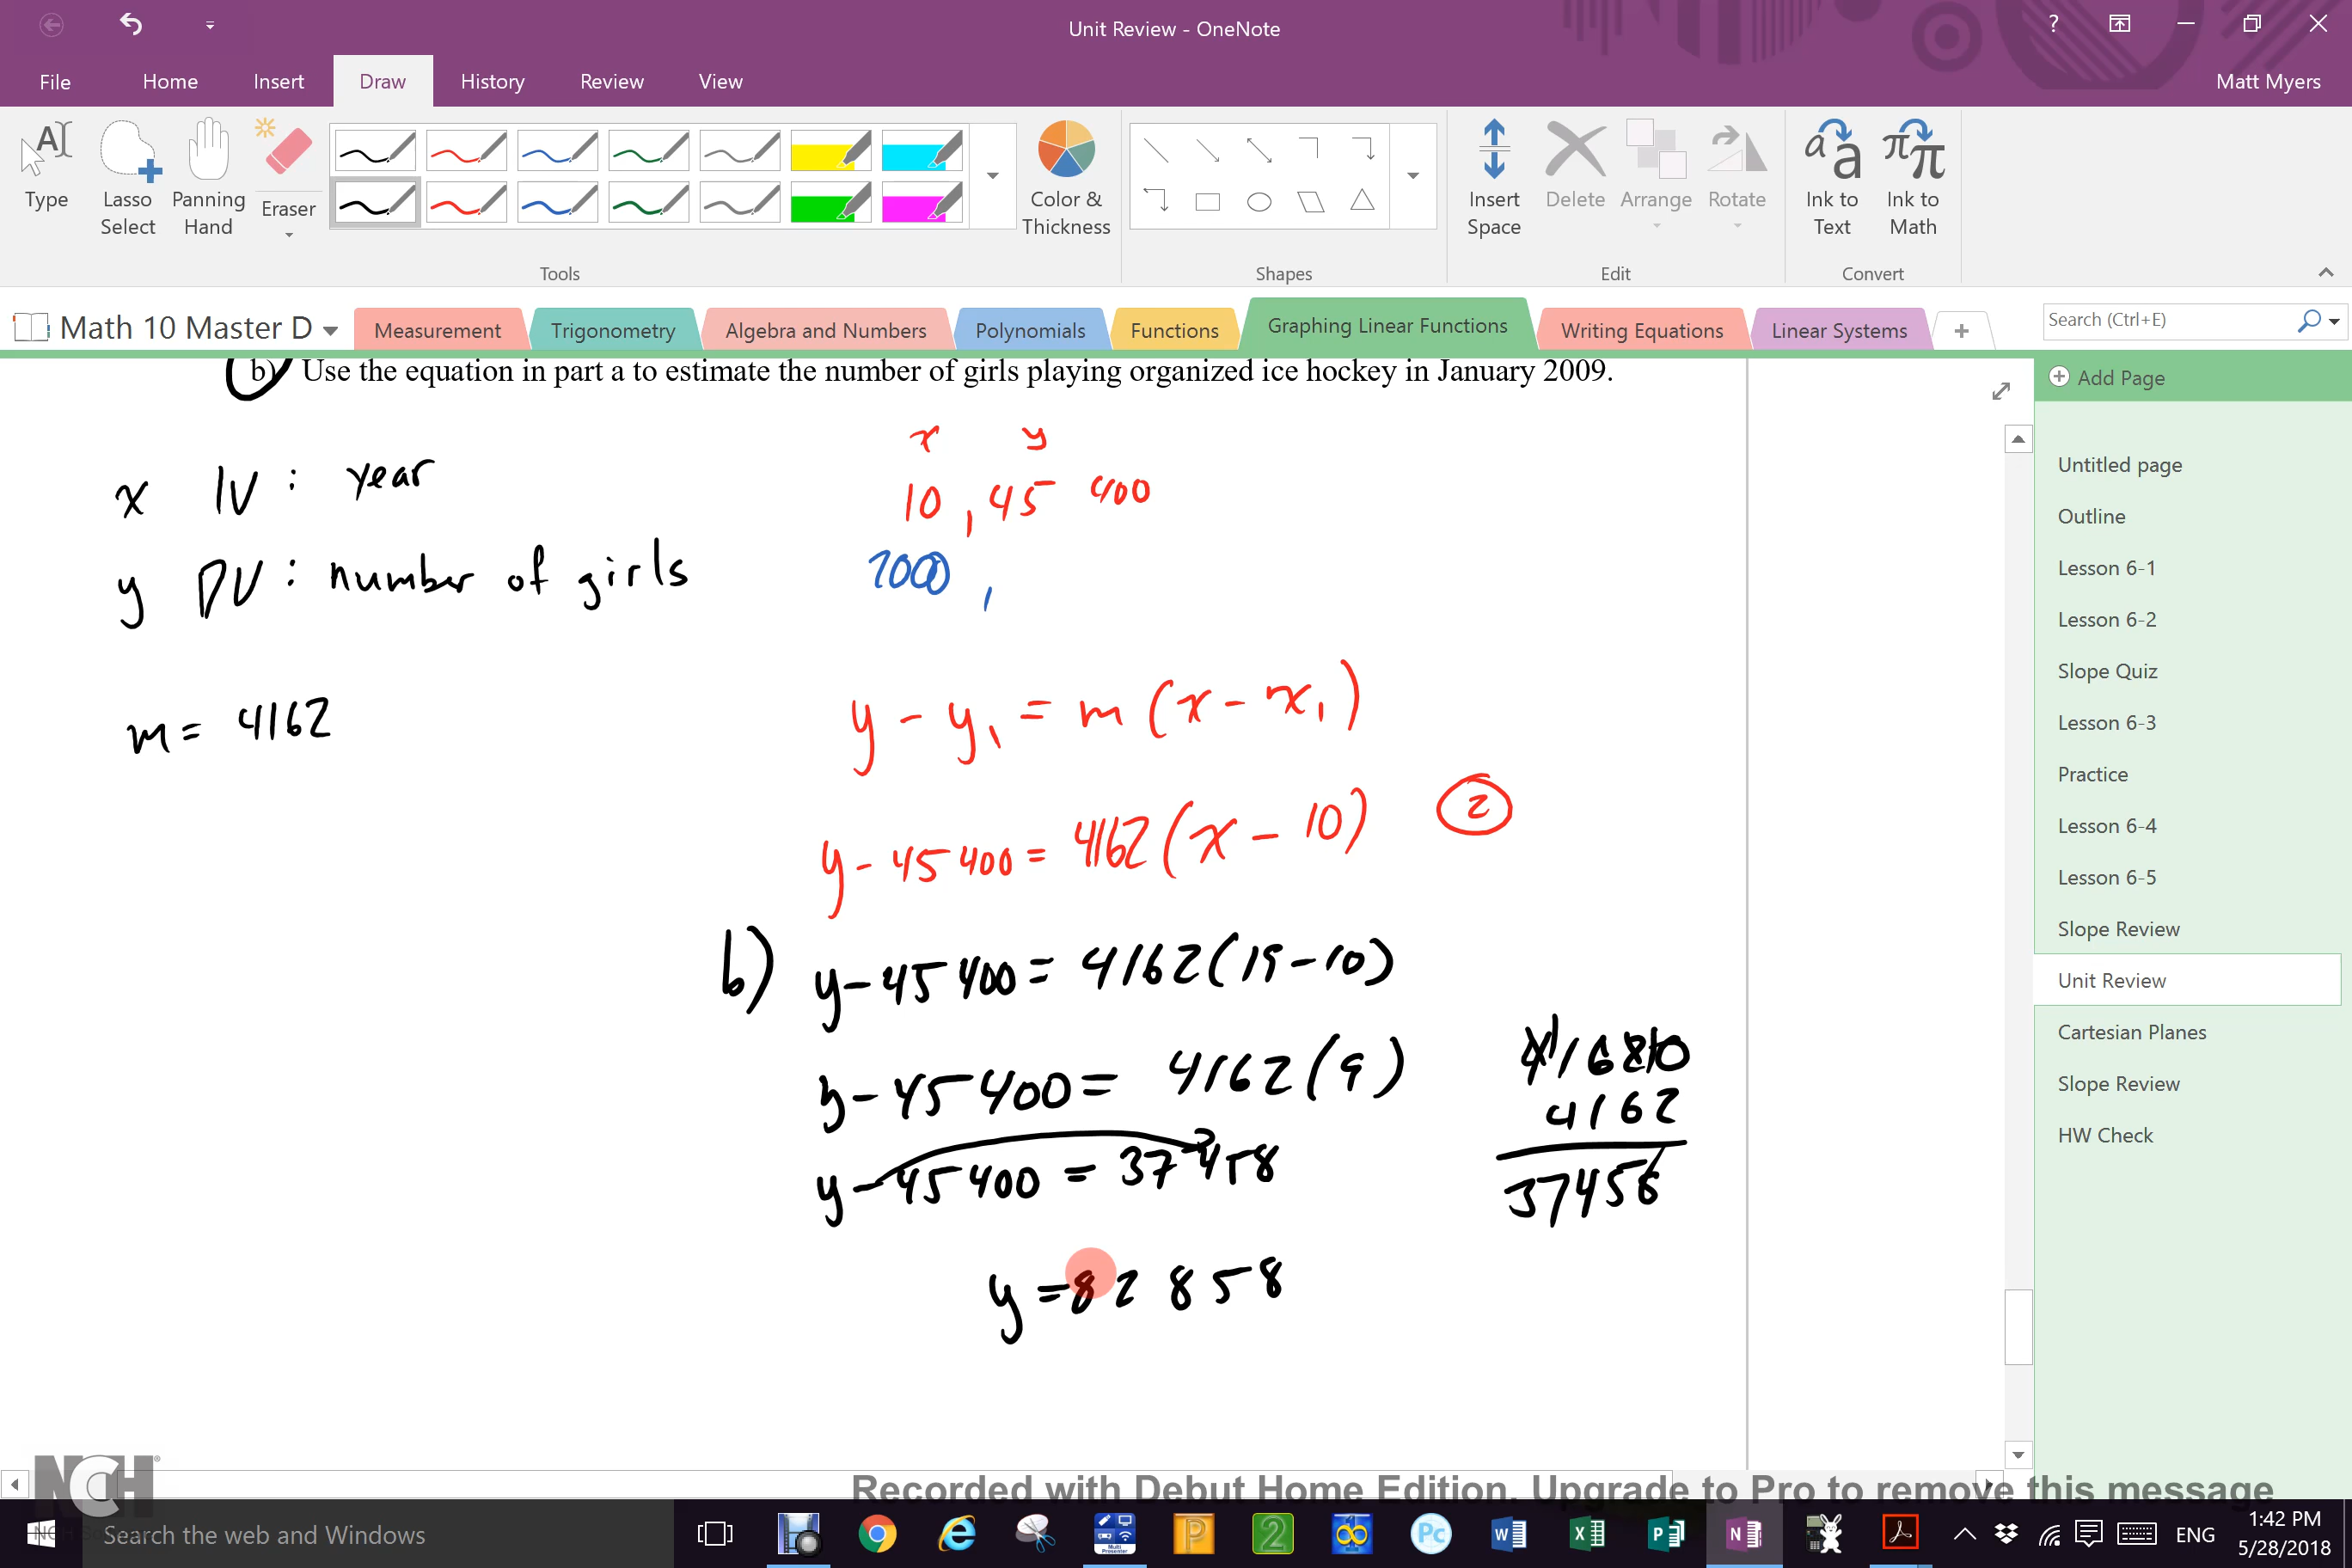 Unit Review - OneNote
?
File Home Insert Draw History Review View Matt Myers
Type
Lasso Select
Panning Hand
Eraser
Color & Thickness
Insert Space
Delete
Arrange
Rotate
Ink to Text
Ink to Math
Tools Shapes Edit Convert
Math 10 Master D Measurement Trigonometry Algebra and Numbers Polynomials Functions Graphing Linear Functions Writing Equations Linear Systems + Search (Ctrl+E)
b) Use the equation in part a to estimate the number of girls playing organized ice hockey in January 2009.
x y
x IV : year
10 , 45 400
y DV : number of girls
2000 ,
m = 4162
y - y₁ = m (x - x₁)
y - 45 400 = 4162 (x - 10) 2
b) y - 45 400 = 4162 (19 - 10)
y - 45 400 = 4162 (9)
4162
y - 45 400 = 37 458
y = 82 858
Add Page
Untitled page
Outline
Lesson 6-1
Lesson 6-2
Slope Quiz
Lesson 6-3
Practice
Lesson 6-4
Lesson 6-5
Slope Review
Unit Review
Cartesian Planes
Slope Review
HW Check
NCH
Recorded with Debut Home Edition. Upgrade to Pro to remove this message
Search the web and Windows
ENG
1:42 PM
5/28/2018